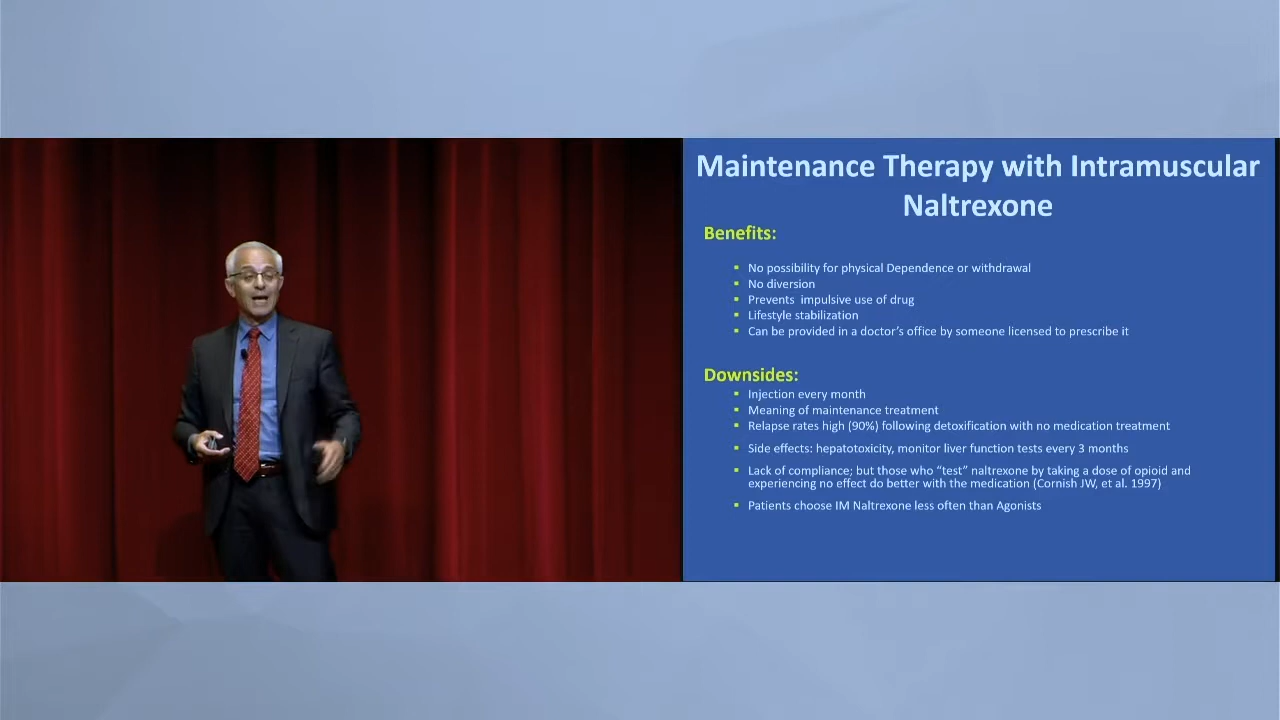 Maintenance Therapy with Intramuscular
Naltrexone
Benefits:
No possibility for physical Dependence or withdrawal
No diversion
Prevents impulsive use of drug
Lifestyle stabilization
Can be provided in a doctor’s office by someone licensed to prescribe it
Downsides:
Injection every month
Meaning of maintenance treatment
Relapse rates high (90%) following detoxification with no medication treatment
Side effects: hepatotoxicity, monitor liver function tests every 3 months
Lack of compliance; but those who “test” naltrexone by taking a dose of opioid and
experiencing no effect do better with the medication (Cornish JW, et al. 1997)
Patients choose IM Naltrexone less often than Agonists